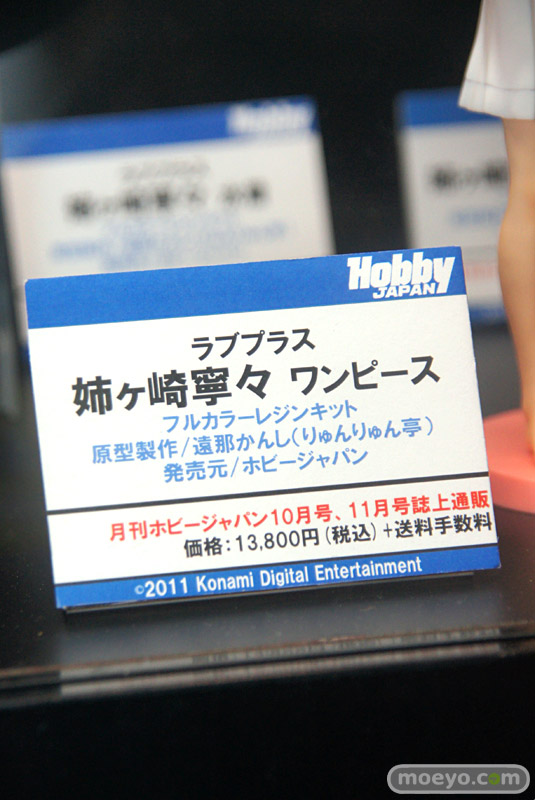 Hobby
Hobby
JAPAN
ラブプラス
姉ヶ崎寧々 ワンピース
フルカラーレジンキット
原型製作/遠那かんし(りゅんりゅん亭)
発売元/ホビージャパン
月刊ホビージャパン10月号、11月号誌上通販
価格:13,800円(税込)+送料手数料
©2011 Konami Digital Entertainment
moeyo.com